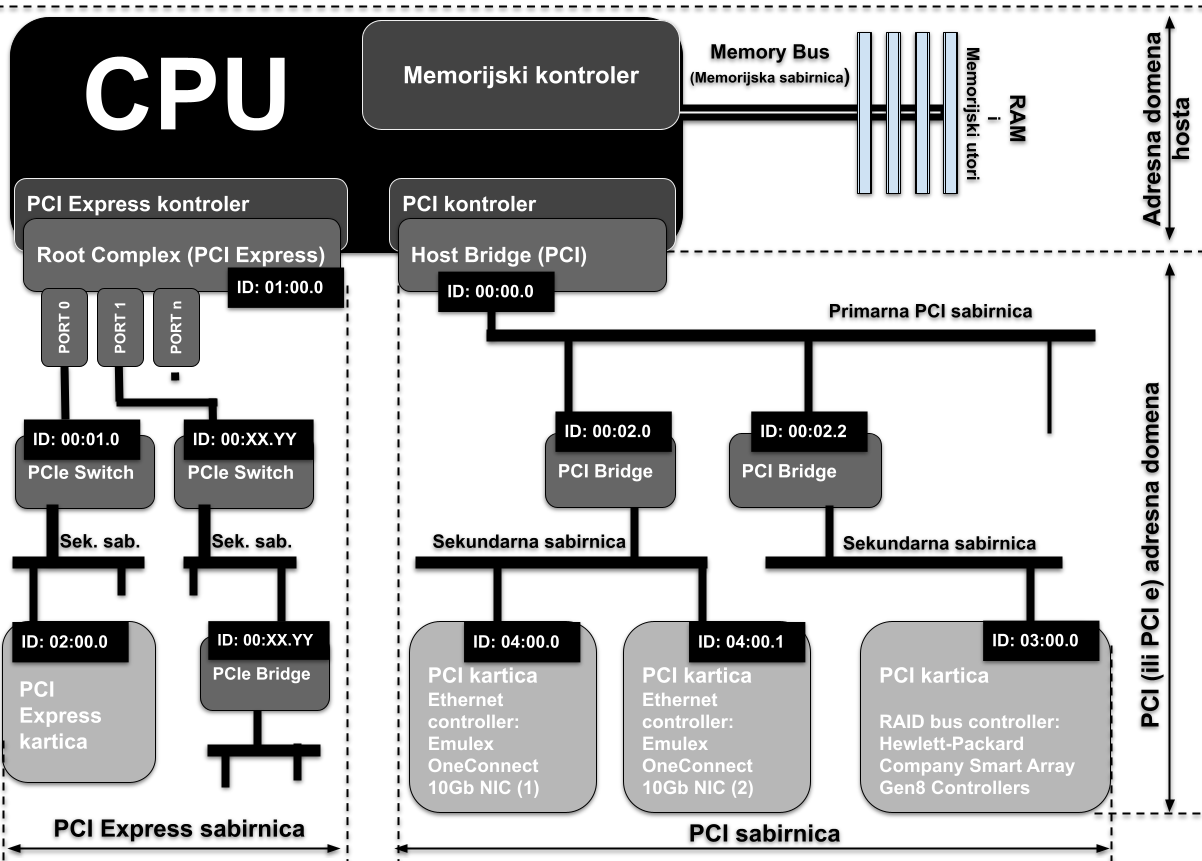 CPU
Memorijski kontroler
Memory Bus
(Memorijska sabirnica)
Memorijski utori
i
RAM
Adresna domena
hosta
PCI Express kontroler
Root Complex (PCI Express)
ID: 01:00.0
PCI kontroler
Host Bridge (PCI)
ID: 00:00.0
PORT 0
PORT 1
PORT n
Primarna PCI sabirnica
ID: 00:01.0
PCIe Switch
ID: 00:XX.YY
PCIe Switch
ID: 00:02.0
PCI Bridge
ID: 00:02.2
PCI Bridge
Sek. sab.
Sek. sab.
Sekundarna sabirnica
Sekundarna sabirnica
PCI (ili PCI e) adresna domena
ID: 02:00.0
PCI
Express
kartica
ID: 00:XX.YY
PCIe Bridge
ID: 04:00.0
PCI kartica
Ethernet
controller:
Emulex
OneConnect
10Gb NIC (1)
ID: 04:00.1
PCI kartica
Ethernet
controller:
Emulex
OneConnect
10Gb NIC (2)
ID: 03:00.0
PCI kartica
RAID bus controller:
Hewlett-Packard
Company Smart Array
Gen8 Controllers
PCI Express sabirnica
PCI sabirnica